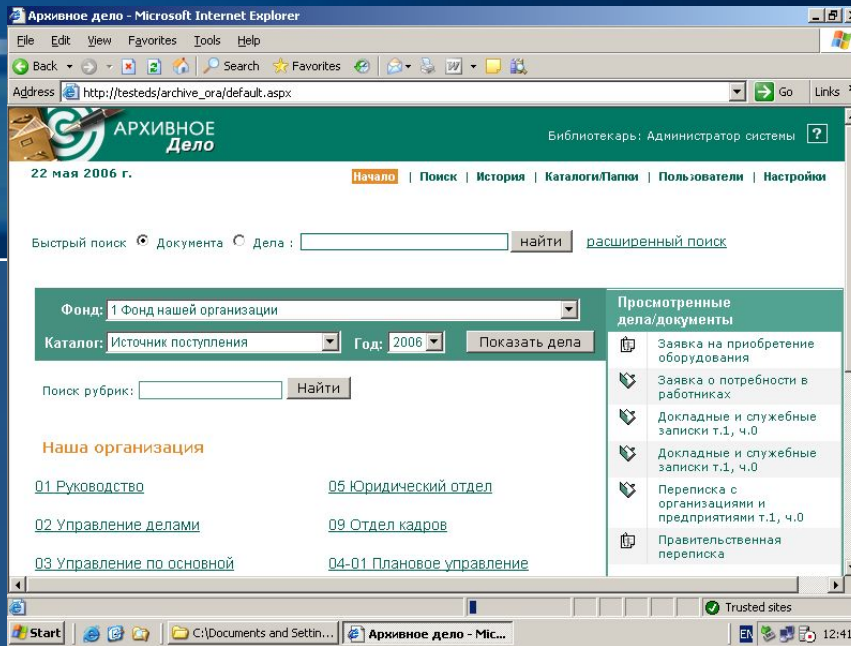 Архивное дело - Microsoft Internet Explorer
File Edit View Favorites Tools Help
Back Search Favorites
Address http://testeds/archive_ora/default.aspx Go Links
АРХИВНОЕ
Дело
Библиотекарь: Администратор системы ?
22 мая 2006 г.
Начало | Поиск | История | Каталоги/Папки | Пользователи | Настройки
Быстрый поиск Документа Дела : найти расширенный поиск
Фонд: 1 Фонд нашей организации
Каталог: Источник поступления Год: 2006 Показать дела
Поиск рубрик: Найти
Наша организация
01 Руководство 05 Юридический отдел
02 Управление делами 09 Отдел кадров
03 Управление по основной 04-01 Плановое управление
Просмотренные
дела/документы
Заявка на приобретение
оборудования
Заявка о потребности в
работниках
Докладные и служебные
записки т.1, ч.0
Докладные и служебные
записки т.1, ч.0
Переписка с
организациями и
предприятиями т.1, ч.0
Правительственная
переписка
Trusted sites
Start C:\Documents and Settin... Архивное дело - Mic... EN 12:41